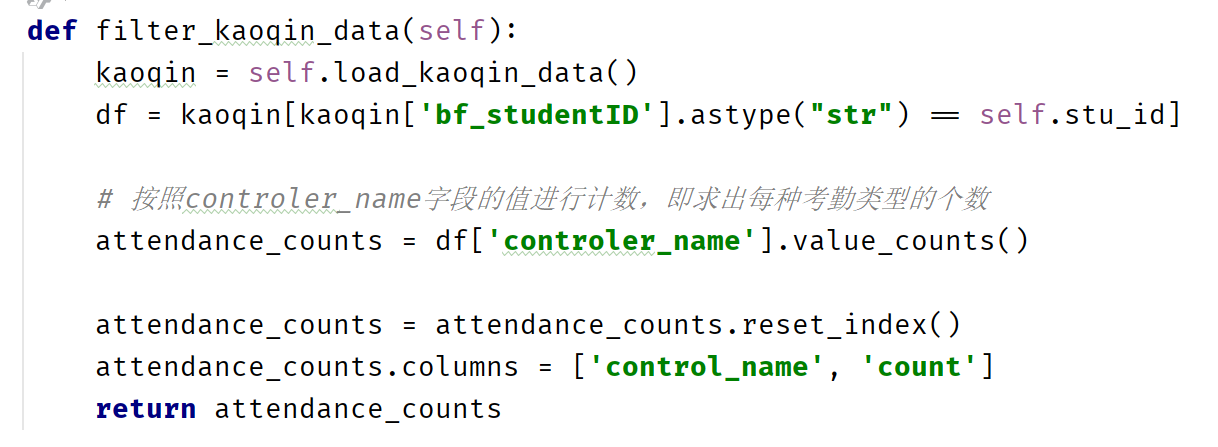 def filter_kaoqin_data(self):
    kaoqin = self.load_kaoqin_data()
    df = kaoqin[kaoqin['bf_studentID'].astype("str") == self.stu_id]
    # 按照controler_name字段的值进行计数，即求出每种考勤类型的个数
    attendance_counts = df['controler_name'].value_counts()
    attendance_counts = attendance_counts.reset_index()
    attendance_counts.columns = ['control_name', 'count']
    return attendance_counts